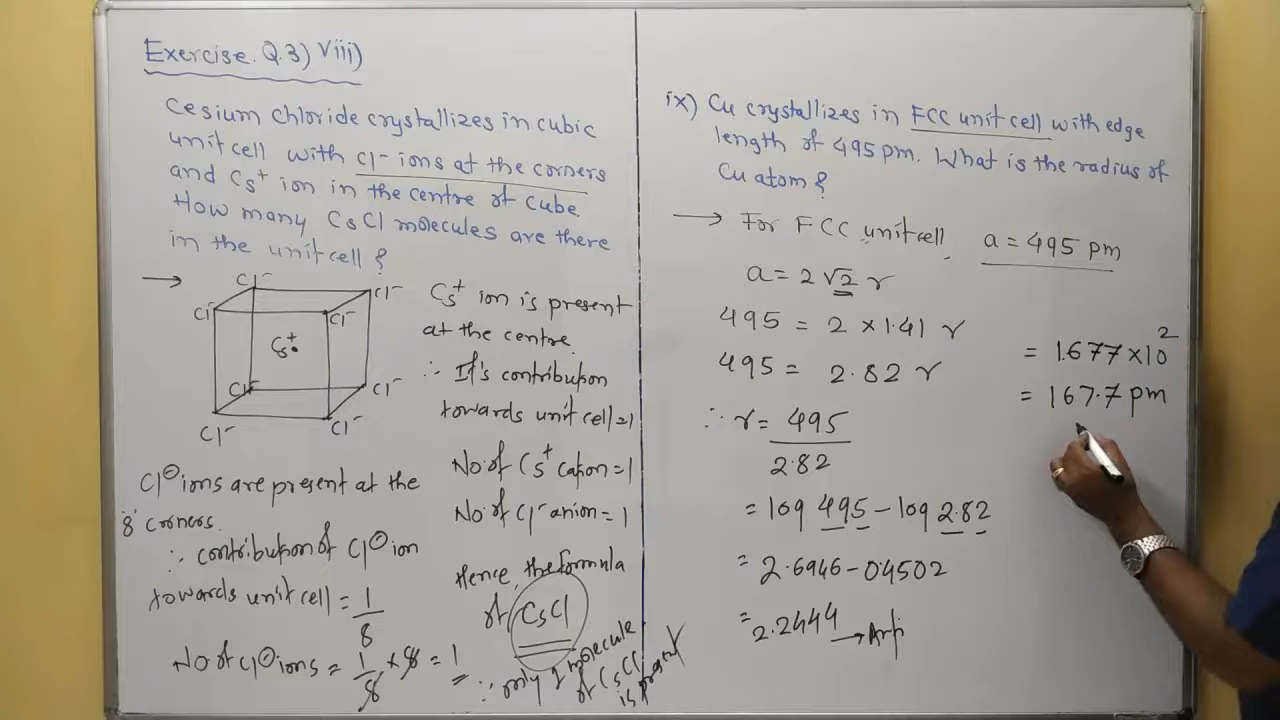 Exercise. Q.3) Viii)
Cesium chloride crystallizes in cubic
unit cell with Cl- ions at the corners
and Cs+ ion in the centre of cube.
How many CsCl molecules are there
in the unit cell?
→
Cl-
Cl-
Cl-
Cl-
Cs+
Cl-
Cl-
Cl-
Cl-
Cs+ ion is present
at the centre.
∴ It's contribution
towards unit cell=1
No. of Cs+ cation=1
No. of Cl- anion=1
Hence, the formula
of CsCl
∴ only 1 molecule
of CsCl
is present
Cl⊖ ions are present at the
8 corners.
∴ contribution of Cl⊖ ion
towards unit cell = 1/8
No of Cl⊖ ions = 1/8 × 8 = 1
ix) Cu crystallizes in FCC unit cell with edge
length of 495 pm. What is the radius of
Cu atom?
→ For FCC unit cell, a = 495 pm
a = 2 √2 r
495 = 2 × 1.41 r
495 = 2.82 r
∴ r = 495
2.82
= log 495 - log 2.82
= 2.6946 - 0.4502
= 2.2444 → Anti
= 1.677 × 10²
= 167.7 pm